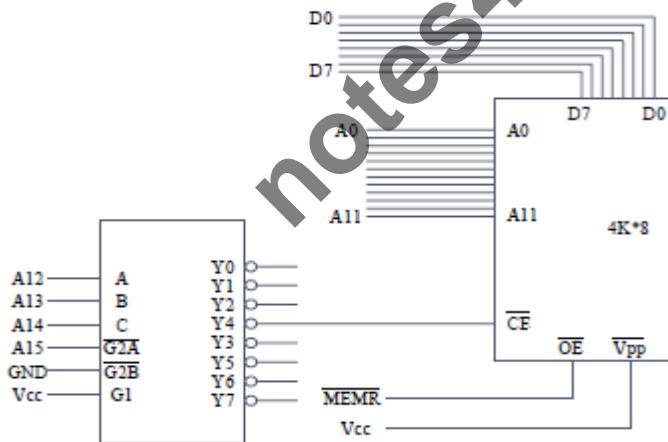 D0
D7
D7 D0
A0 A0
A11 A11
4K*8
Y0
Y1
A12 A Y2
A13 B Y4 CE
A14 C Y3
A15 G2A Y5 OE Vpp
GND G2B Y6
Vcc G1 Y7 MEMR
Vcc
notes4